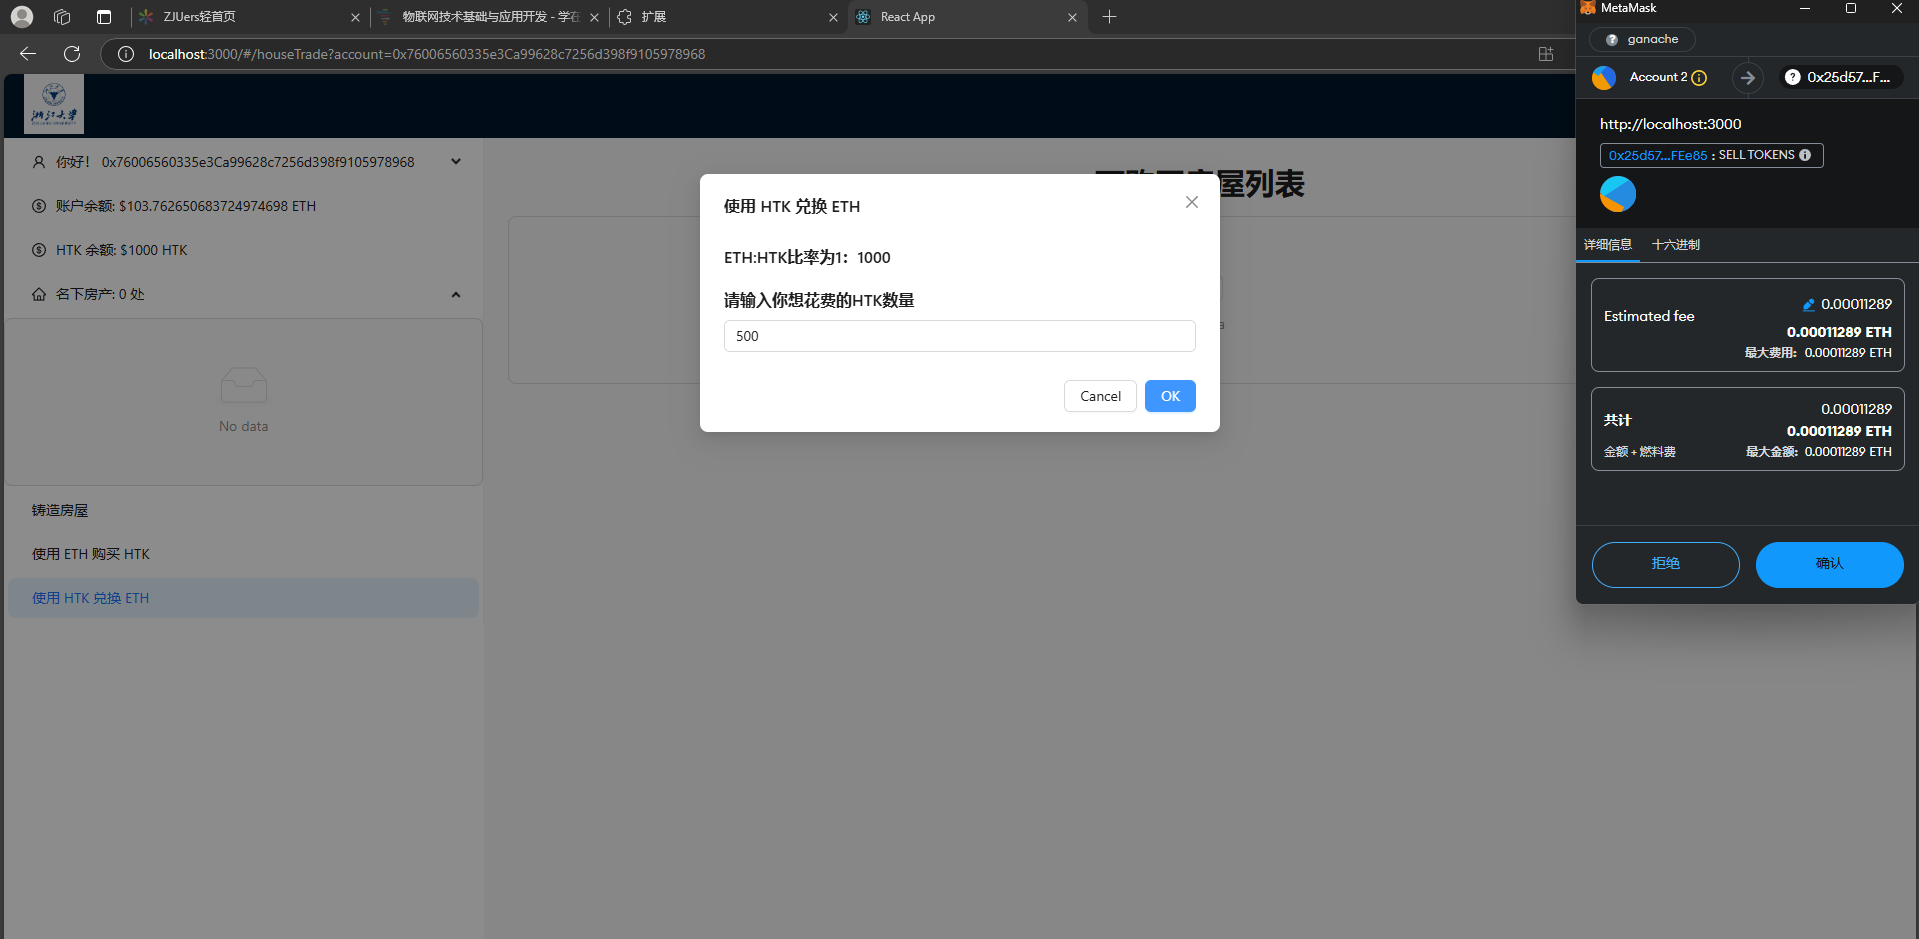 ZJUers轻首页
物联网技术基础与应用开发 - 学在
扩展
React App
localhost:3000/#/houseTrade?account=0x76006560335e3Ca99628c7256d398f9105978968
浙江大学
你好！ 0x76006560335e3Ca99628c7256d398f9105978968
账户余额: $103.762650683724974698 ETH
HTK 余额: $1000 HTK
名下房产: 0 处
No data
铸造房屋
使用 ETH 购买 HTK
使用 HTK 兑换 ETH
屋列表
使用 HTK 兑换 ETH
ETH:HTK比率为1：1000
请输入你想花费的HTK数量
500
Cancel
OK
MetaMask
ganache
Account 2
0x25d57...F...
http://localhost:3000
0x25d57...FEe85 : SELL TOKENS
详细信息
十六进制
Estimated fee
0.00011289
0.00011289 ETH
最大费用: 0.00011289 ETH
共计
0.00011289
0.00011289 ETH
金额 + 燃料费
最大金额: 0.00011289 ETH
拒绝
确认